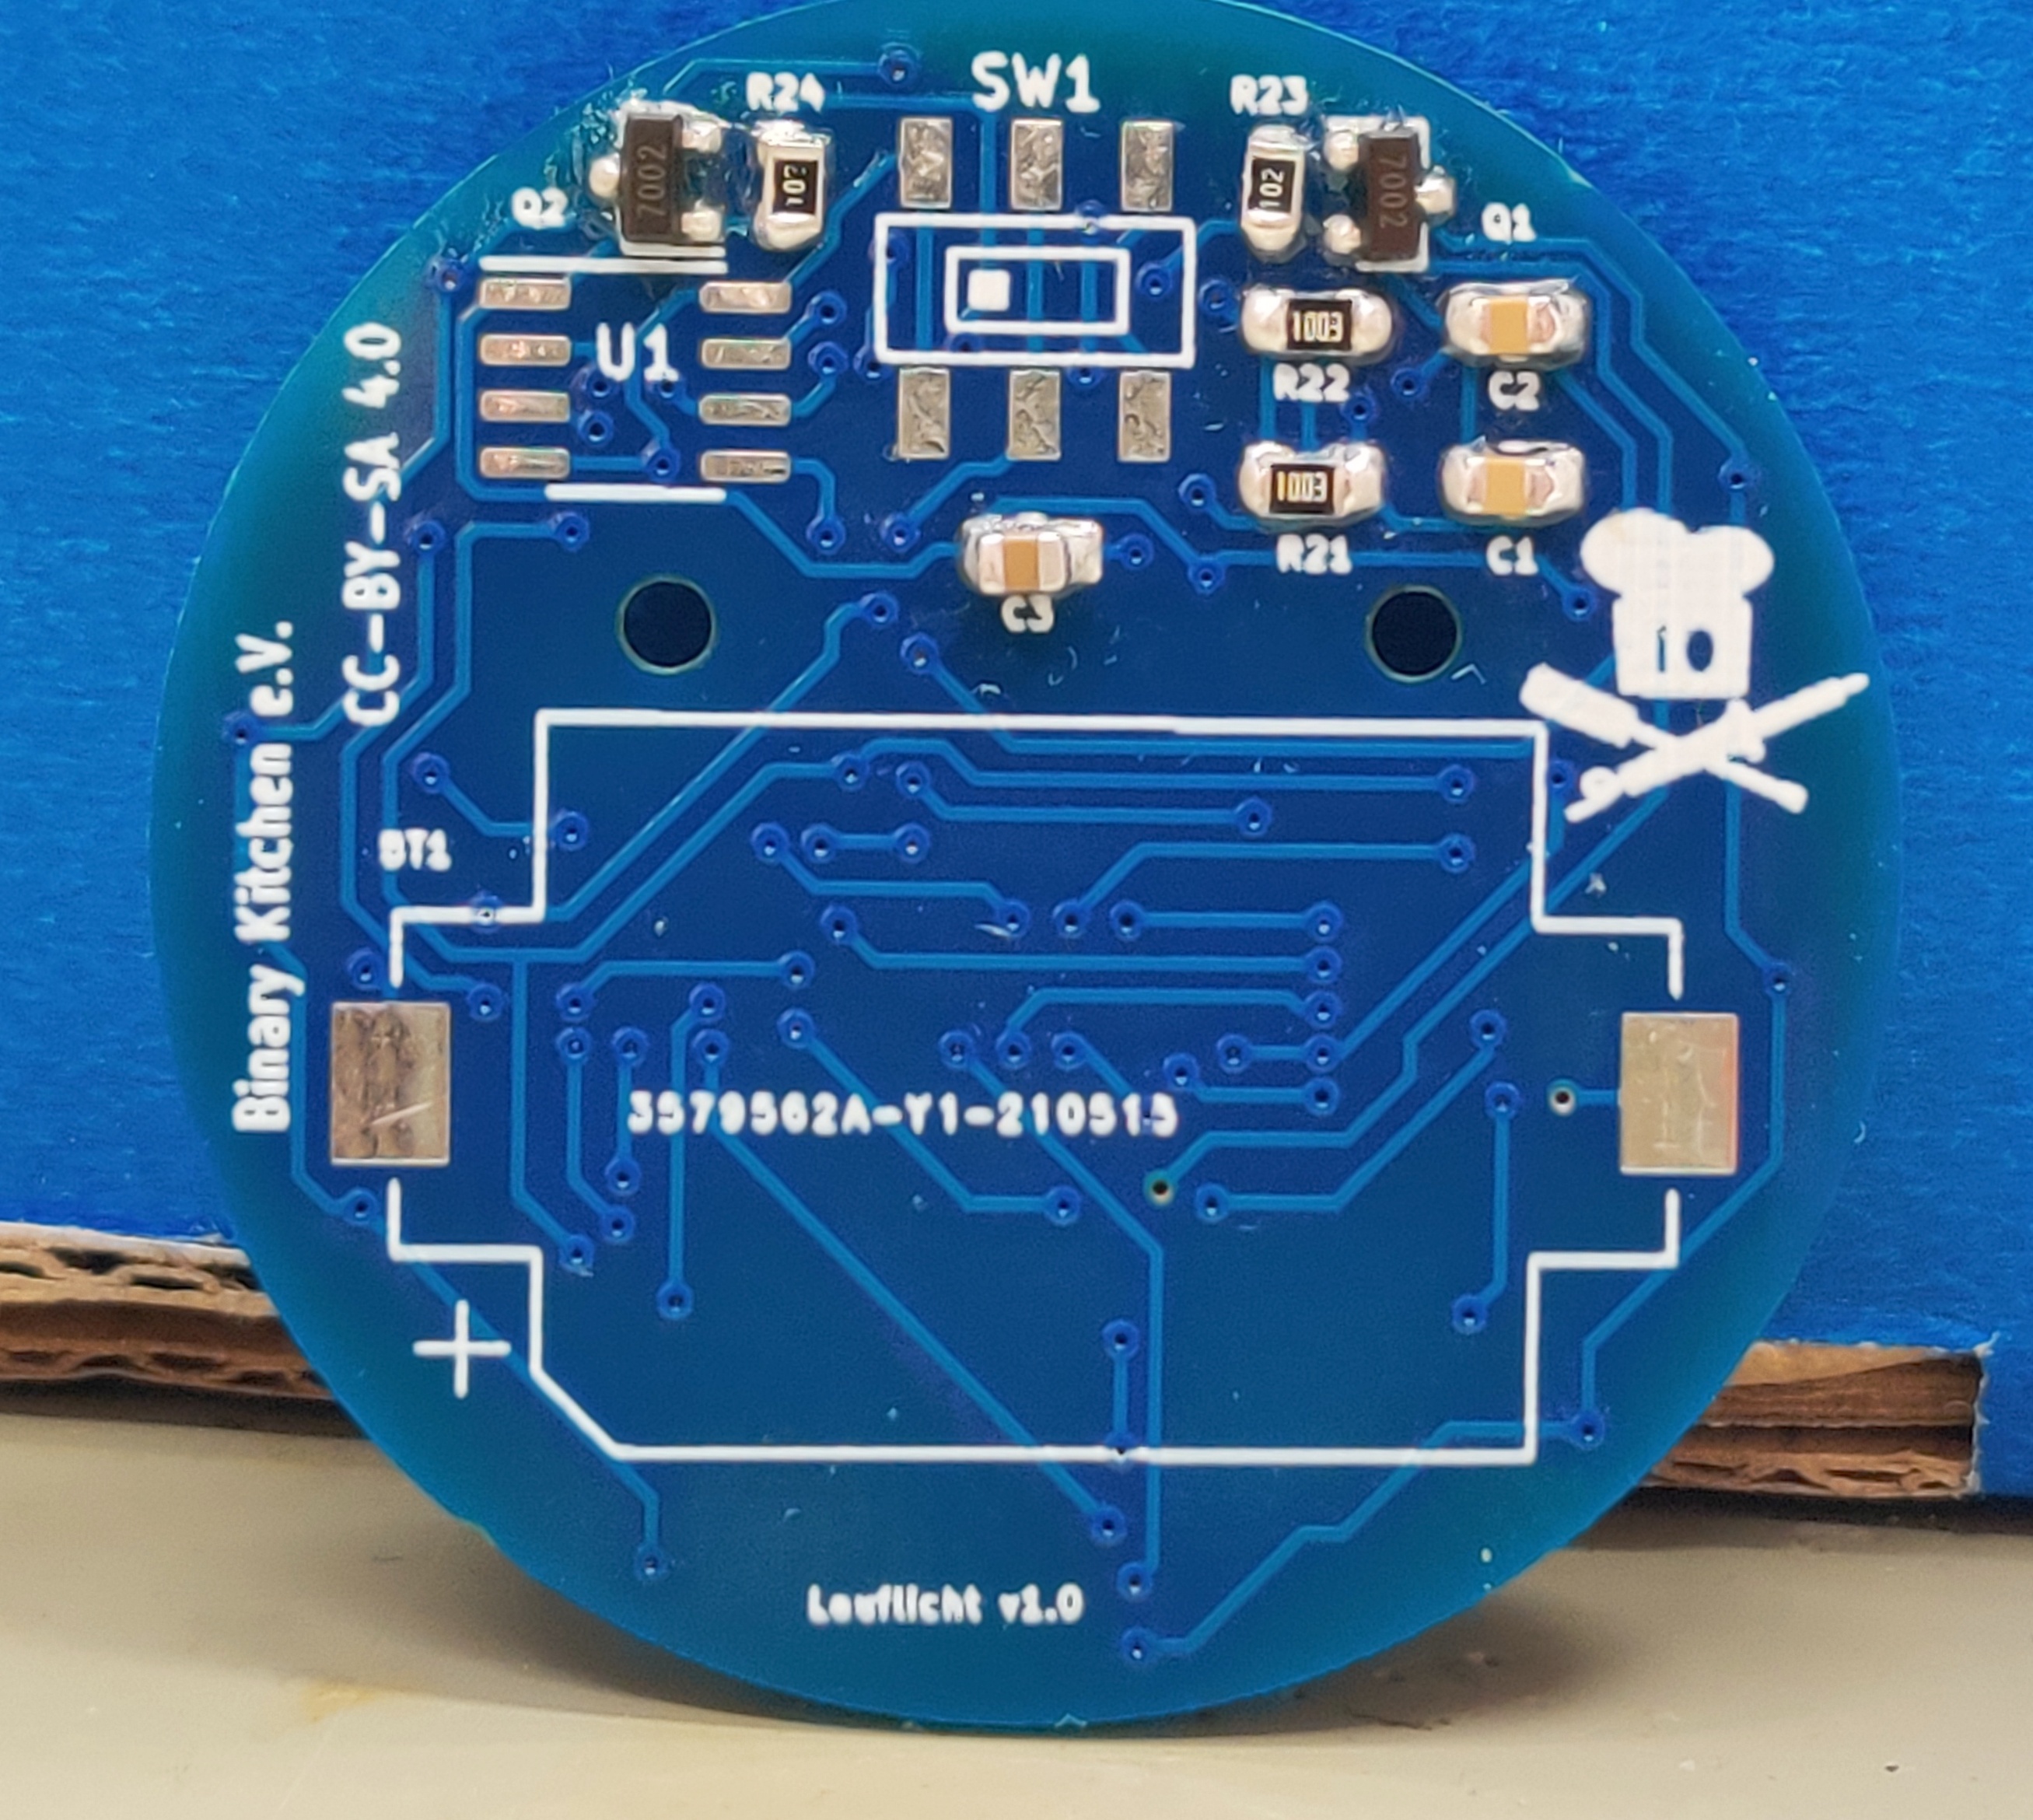 SW1
R24
R23
7002
102
102
7002
Q2
Q1
U1
1003
R22
C2
1003
R21
C1
C3
CC-BY-SA 4.0
Binary Kitchen e.V.
BT1
3579562A-Y1-210515
+
Lauflicht v1.0